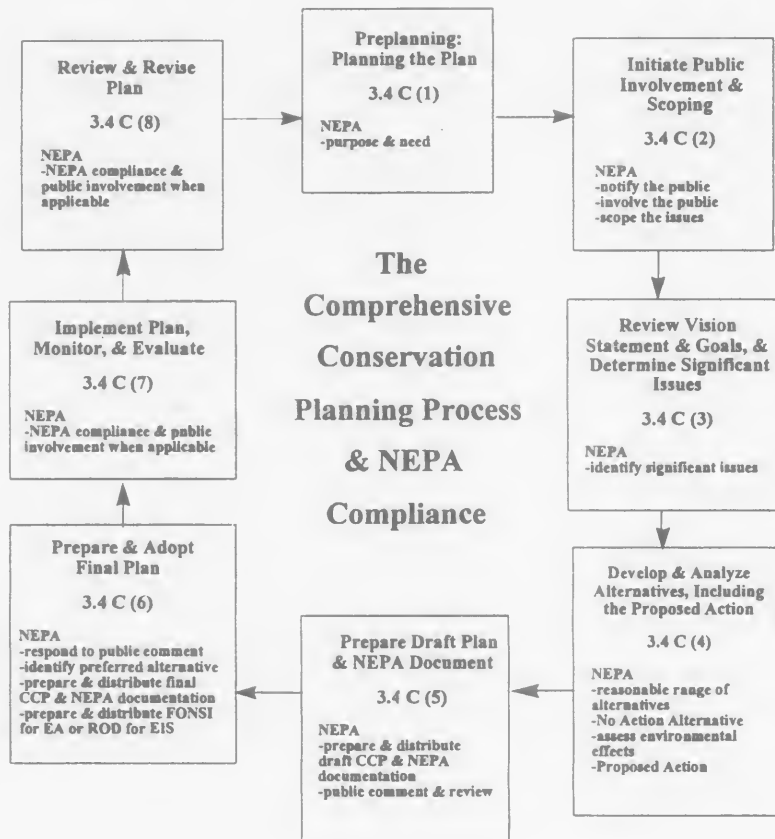 Preplanning:
Planning the Plan
3.4 C (1)
NEPA
-purpose & need
Initiate Public
Involvement &
Scoping
3.4 C (2)
NEPA
-notify the public
-involve the public
-scope the issues
Review Vision
Statement & Goals, &
Determine Significant
Issues
3.4 C (3)
NEPA
-identify significant issues
Develop & Analyze
Alternatives, Including
the Proposed Action
3.4 C (4)
NEPA
-reasonable range of
alternatives
-No Action Alternative
-assess environmental
effects
-Proposed Action
Prepare Draft Plan
& NEPA Document
3.4 C (5)
NEPA
-prepare & distribute
draft CCP & NEPA
documentation
-public comment & review
Prepare & Adopt
Final Plan
3.4 C (6)
NEPA
-respond to public comment
-identify preferred alternative
-prepare & distribute final
CCP & NEPA documentation
-prepare & distribute FONSI
for EA or ROD for EIS
Implement Plan,
Monitor, & Evaluate
3.4 C (7)
NEPA
-NEPA compliance & public
involvement when applicable
Review & Revise
Plan
3.4 C (8)
NEPA
-NEPA compliance &
public involvement when
applicable
The
Comprehensive
Conservation
Planning Process
& NEPA
Compliance